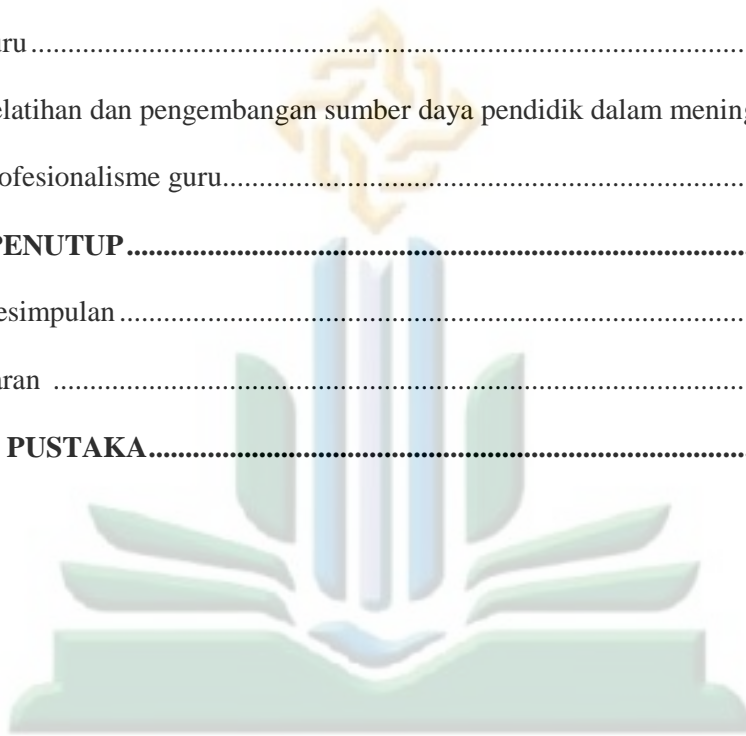 uru................................................................................
elatihan dan pengembangan sumber daya pendidik dalam mening
ofesionalisme guru................................................................
PENUTUP................................................................................
esimpulan................................................................................
aran ................................................................................
PUSTAKA................................................................................